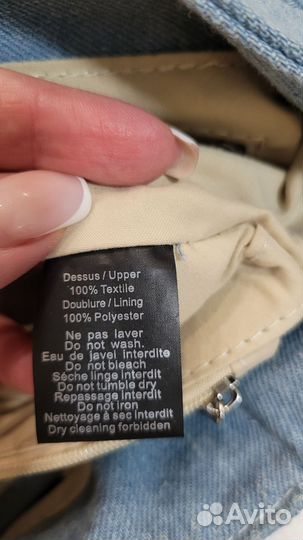 Dessus / Upper
100% Textile
Doublure / Lining
100% Polyester
Ne pas laver
Do not wash.
Eau de javel interdite
Do not bleach
Sèche linge interdit
Do not tumble dry
Repassage interdit
Do not iron
Nettoyage à sec interdit
Dry cleaning forbidden
Avito